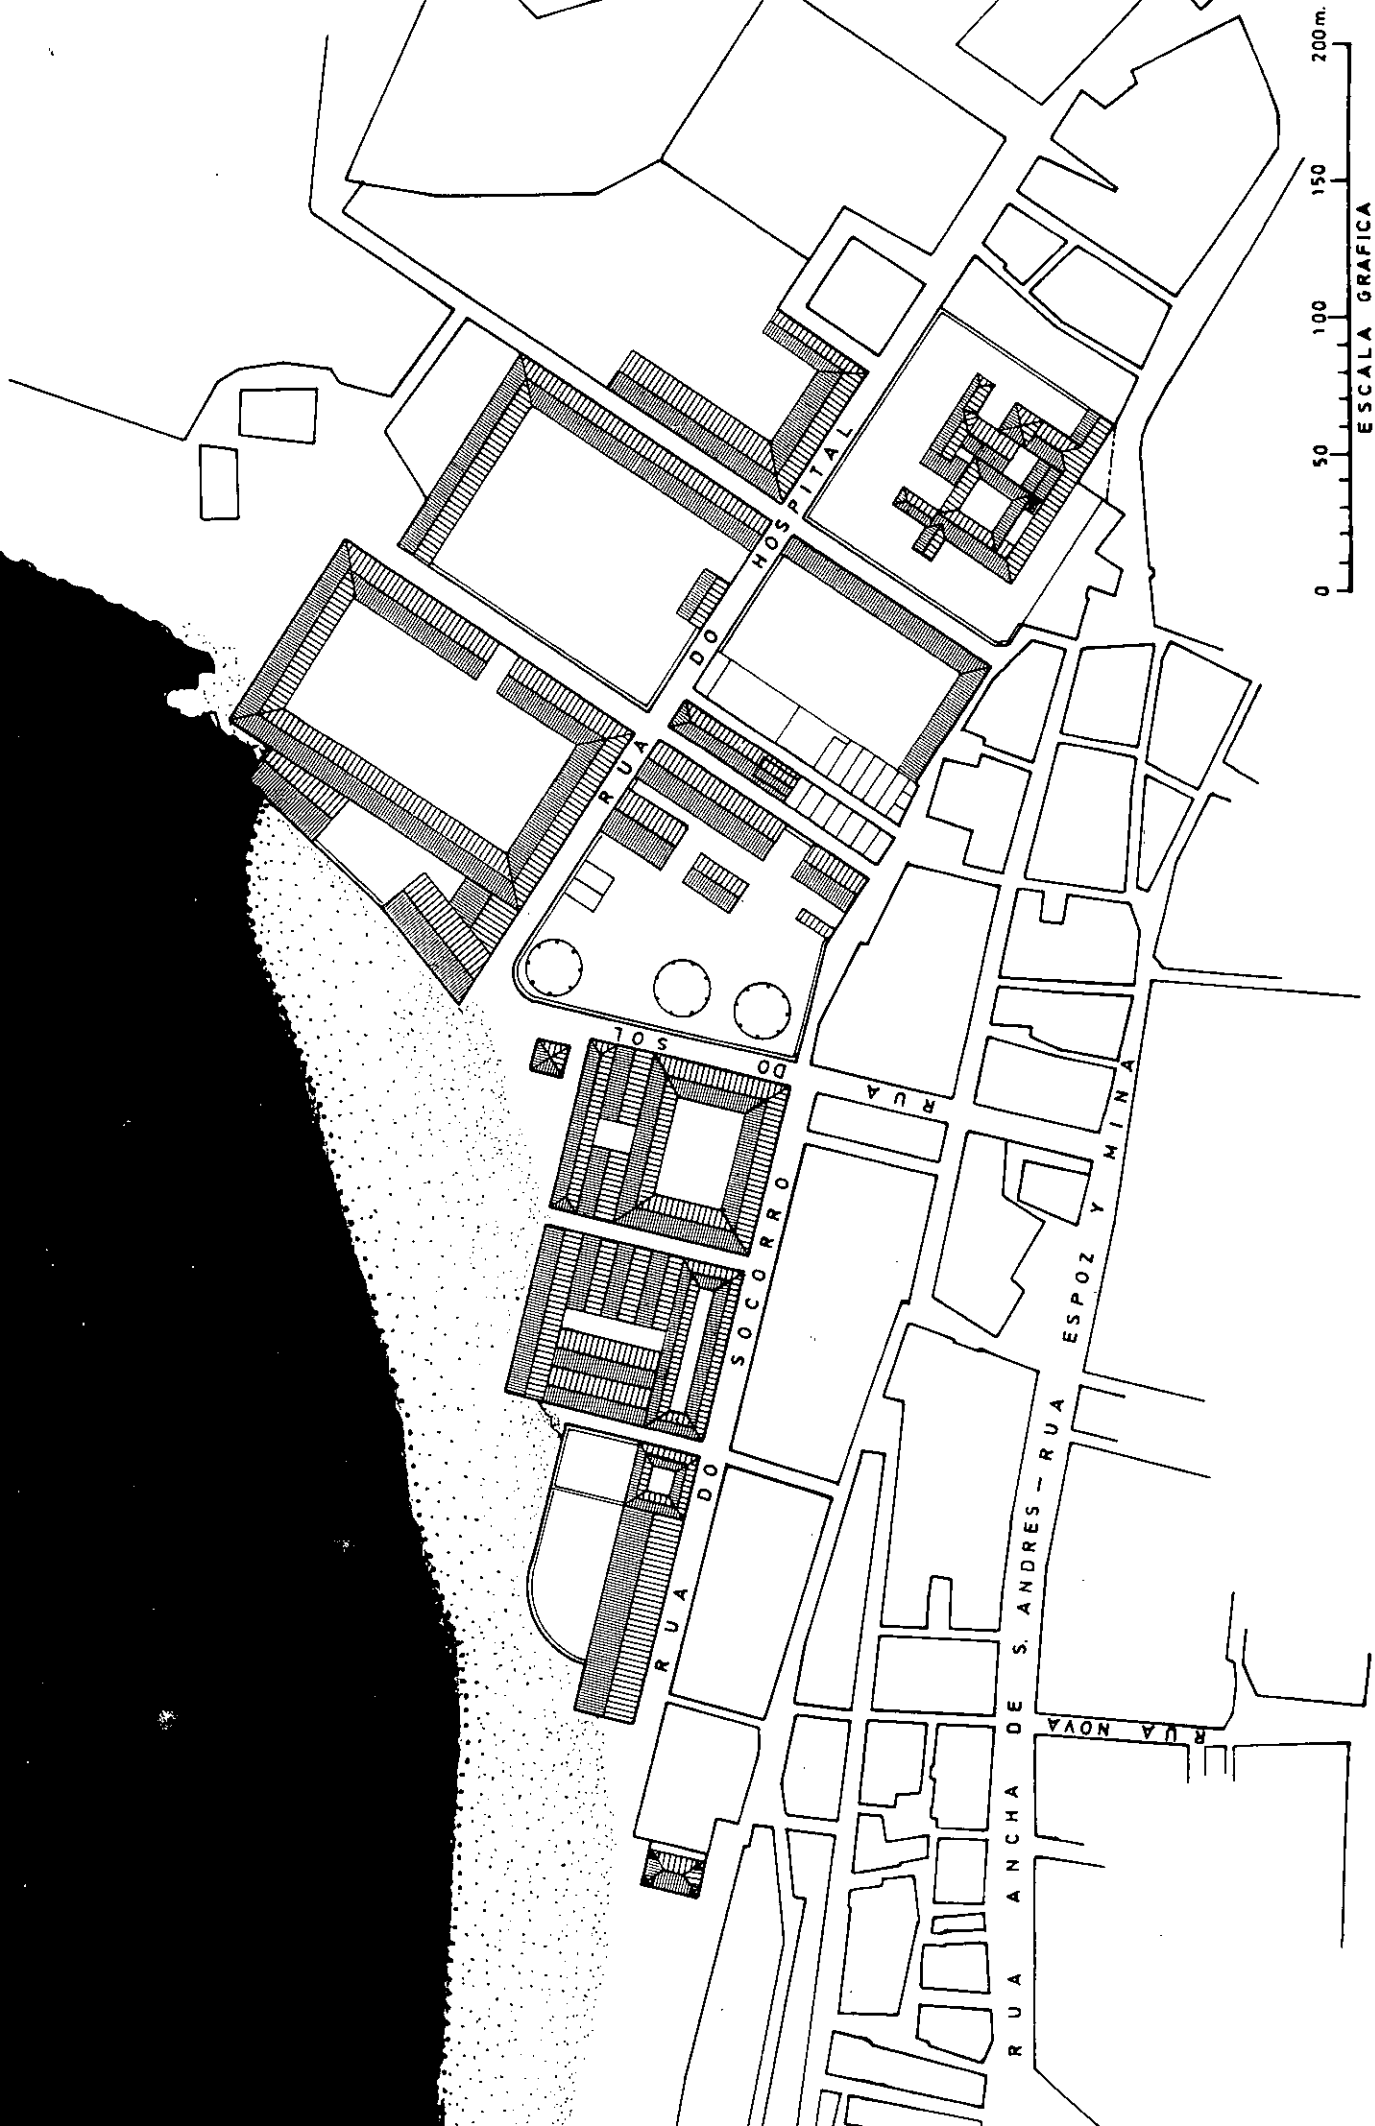 RUA DO HOSPITAL
RUA DO SOL
RUA DO SOCORRO
RUA ANCHA DE S. ANDRES – RUA ESPOZ Y MINA
RUA NOVA
0 50 100 150 200 m.
ESCALA GRAFICA